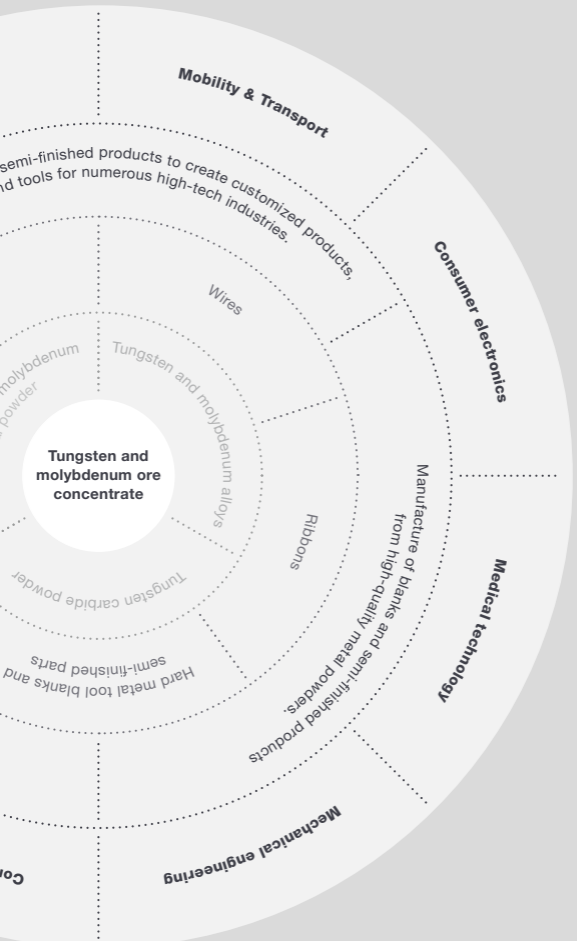 Mobility & Transport
semi-finished products to create customized products,
tools for numerous high-tech industries.
Consumer electronics
Wires
molybdenum
powder
Tungsten and molybdenum alloys
Tungsten and
molybdenum ore
concentrate
Ribbons
Manufacture of blanks and semi-finished products
from high-quality metal powders.
Medical technology
Tungsten carbide powder
Hard metal tool blanks and
semi-finished parts
Mechanical engineering